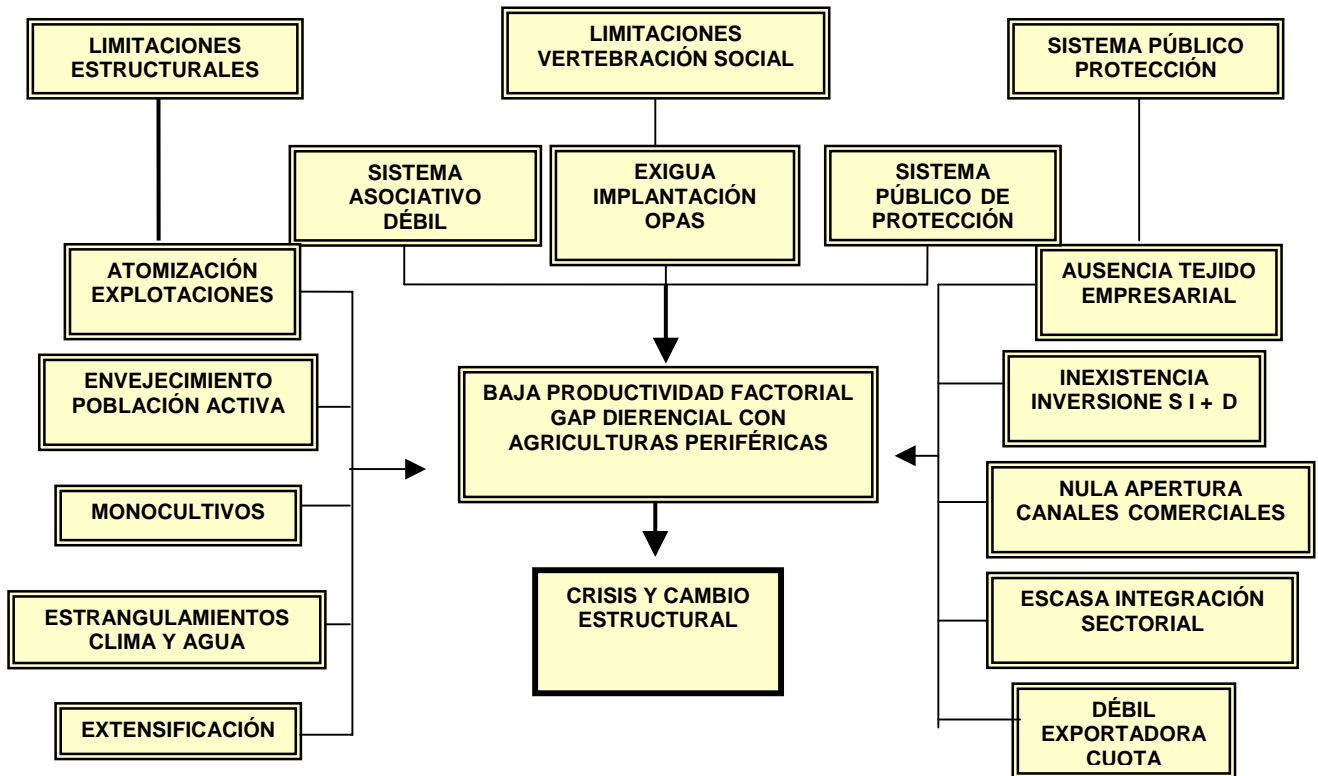 LIMITACIONES
ESTRUCTURALES
LIMITACIONES
VERTEBRACIÓN SOCIAL
SISTEMA PÚBLICO
PROTECCIÓN
SISTEMA
ASOCIATIVO
DÉBIL
EXIGUA
IMPLANTACIÓN
OPAS
SISTEMA
PÚBLICO DE
PROTECCIÓN
ATOMIZACIÓN
EXPLOTACIONES
AUSENCIA TEJIDO
EMPRESARIAL
ENVEJECIMIENTO
POBLACIÓN ACTIVA
BAJA PRODUCTIVIDAD FACTORIAL
GAP DIERENCIAL CON
AGRICULTURAS PERIFÉRICAS
INEXISTENCIA
INVERSIONE S I + D
MONOCULTIVOS
NULA APERTURA
CANALES COMERCIALES
ESTRANGULAMIENTOS
CLIMA Y AGUA
CRISIS Y CAMBIO
ESTRUCTURAL
ESCASA INTEGRACIÓN
SECTORIAL
EXTENSIFICACIÓN
DÉBIL
EXPORTADORA
CUOTA